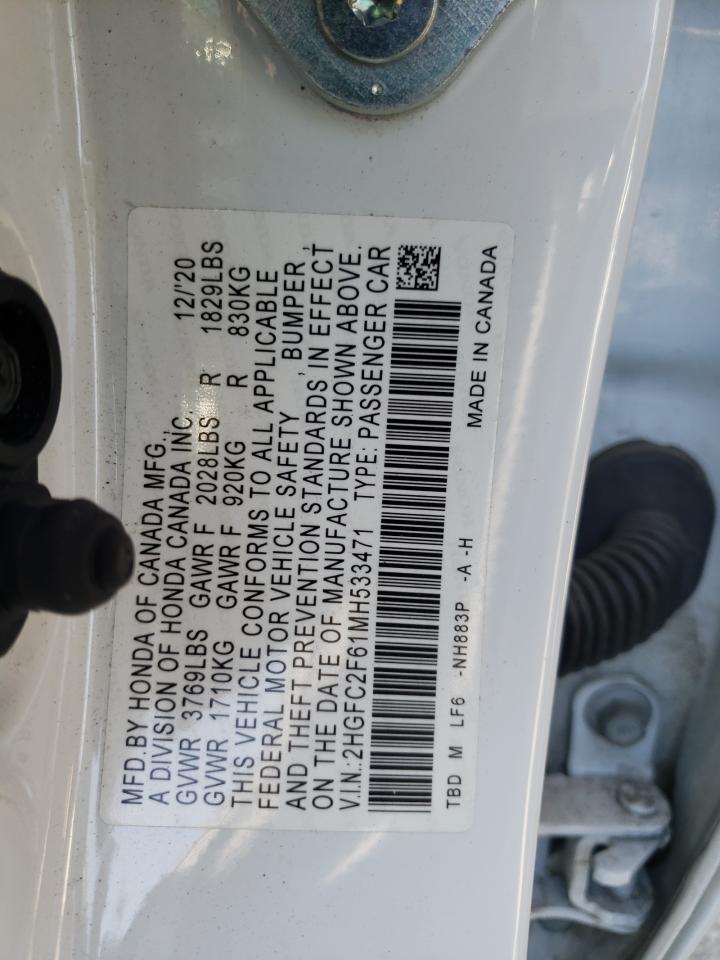 MFD.BY HONDA OF CANADA MFG.,
A DIVISION OF HONDA CANADA INC. 12/'20
GVWR 3769LBS GAWR F 2028LBS R 1829LBS
GVWR 1710KG GAWR F 920KG R 830KG
THIS VEHICLE CONFORMS TO ALL APPLICABLE
FEDERAL MOTOR VEHICLE SAFETY , BUMPER ,
AND THEFT PREVENTION STANDARDS IN EFFECT
ON THE DATE OF MANUFACTURE SHOWN ABOVE.
V.I.N.:2HGFC2F61MH533471 TYPE: PASSENGER CAR
TBD M LF6 -NH883P -A -H MADE IN CANADA